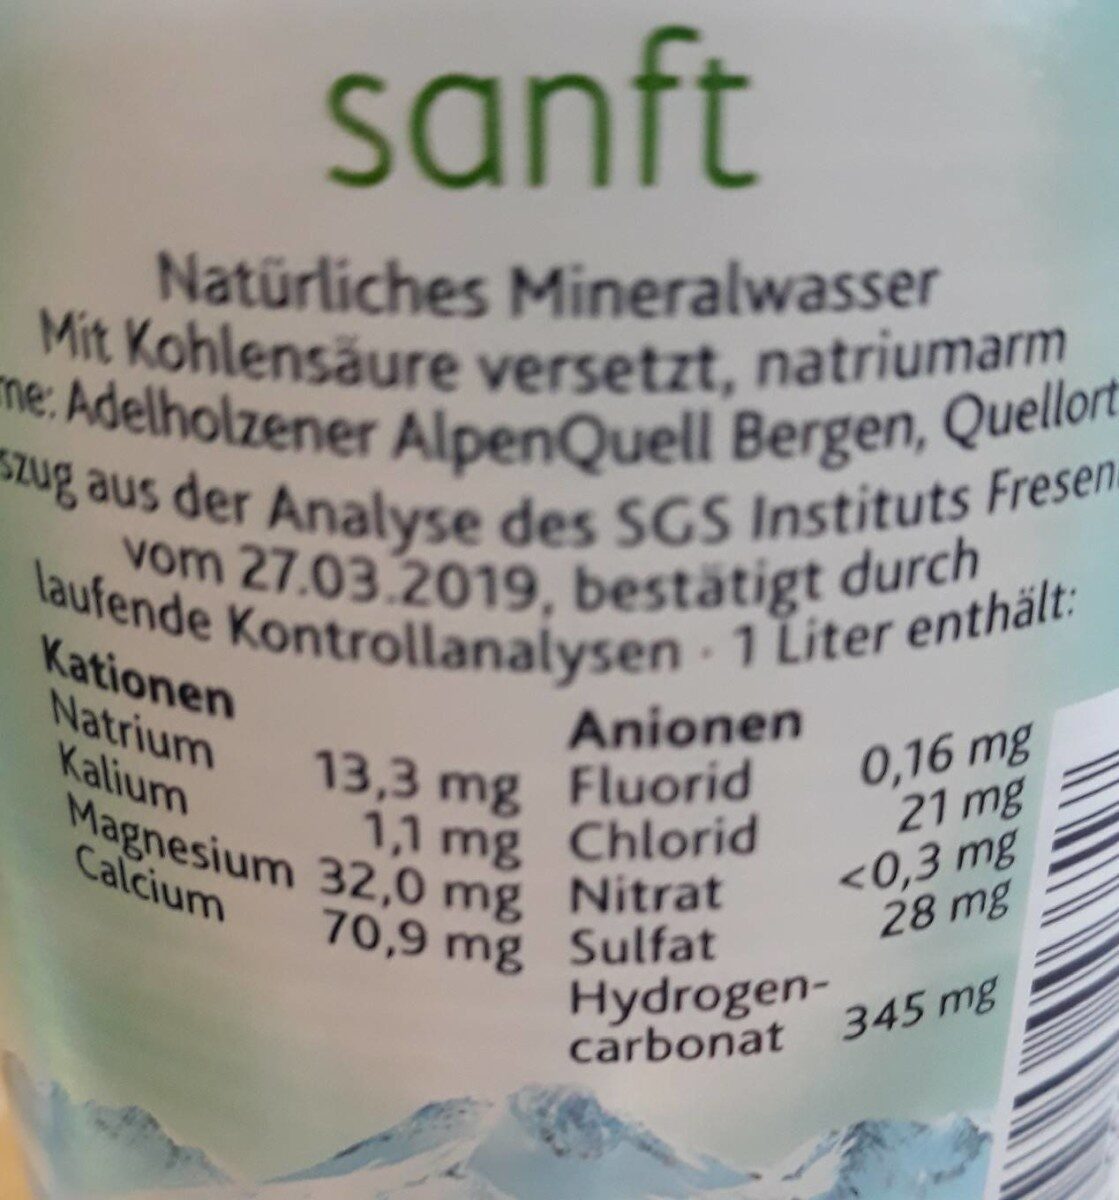 sanft
Natürliches Mineralwasser
Mit Kohlensäure versetzt, natriumarm
Adelholzener AlpenQuell Bergen, Quellort
aus der Analyse des SGS Instituts
vom 27.03.2019, bestätigt durch
laufende Kontrollanalysen · 1 Liter enthält:
Kationen
Natrium 13,3 mg
Kalium 1,1 mg
Magnesium 32,0 mg
Calcium 70,9 mg
Anionen
Fluorid 0,16 mg
Chlorid 21 mg
Nitrat <0,3 mg
Sulfat 28 mg
Hydrogen-
carbonat 345 mg